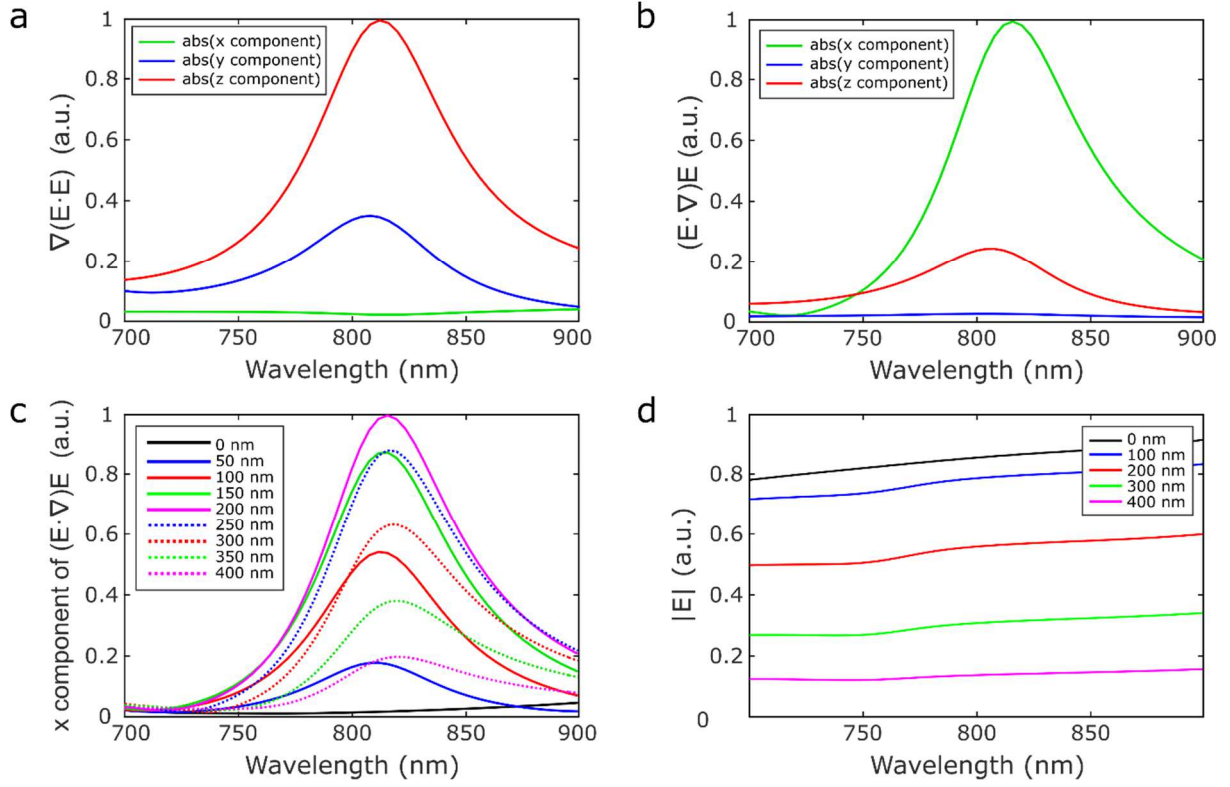 a
∇(E·E) (a.u.)
1
0.8
0.6
0.4
0.2
0
abs(x component)
abs(y component)
abs(z component)
700
750
800
850
900
Wavelength (nm)
b
(E·∇)E (a.u.)
1
0.8
0.6
0.4
0.2
0
abs(x component)
abs(y component)
abs(z component)
700
750
800
850
900
Wavelength (nm)
c
x component of (E·∇)E (a.u.)
1
0.8
0.6
0.4
0.2
0
0 nm
50 nm
100 nm
150 nm
200 nm
250 nm
300 nm
350 nm
400 nm
700
750
800
850
900
Wavelength (nm)
d
|E| (a.u.)
1
0.8
0.6
0.4
0.2
0
0 nm
100 nm
200 nm
300 nm
400 nm
750
800
850
Wavelength (nm)